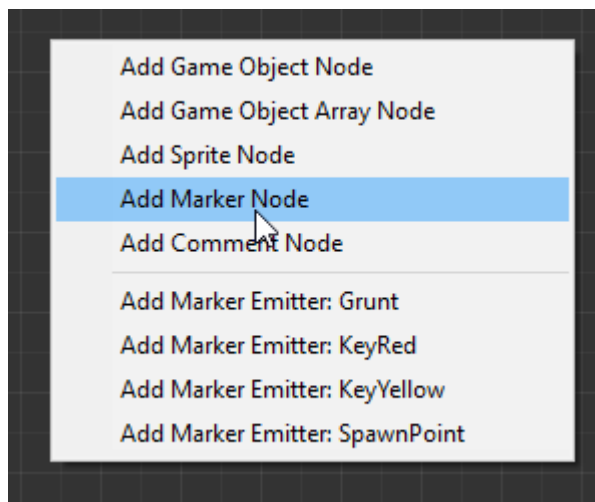 Add Game Object Node
Add Game Object Array Node
Add Sprite Node
Add Marker Node
Add Comment Node
Add Marker Emitter: Grunt
Add Marker Emitter: KeyRed
Add Marker Emitter: KeyYellow
Add Marker Emitter: SpawnPoint